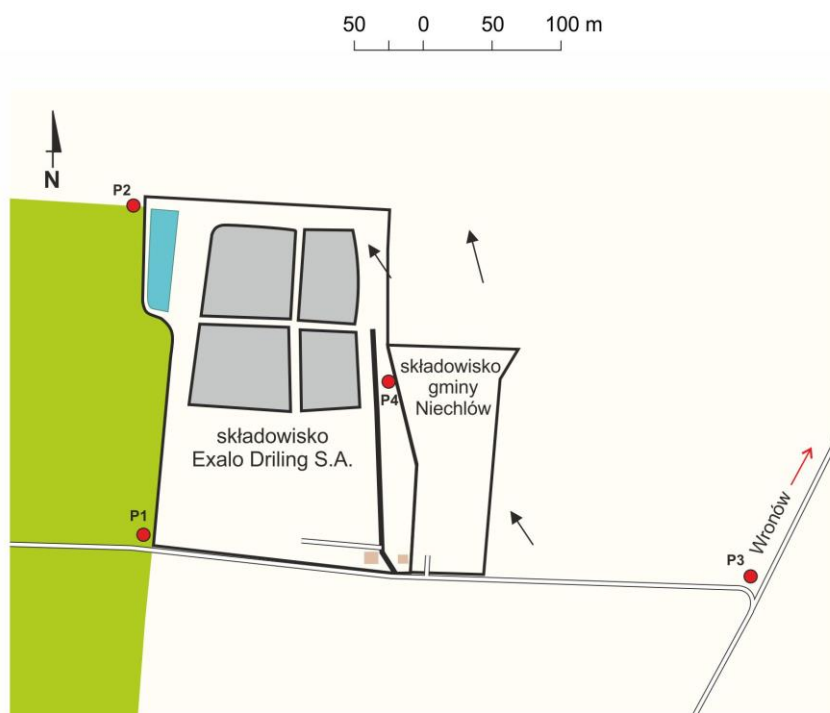 50 0 50 100 m
N
P2
składowisko
gminy
Niechlów
P4
składowisko
Exalo Driling S.A.
P1
Wronów
P3